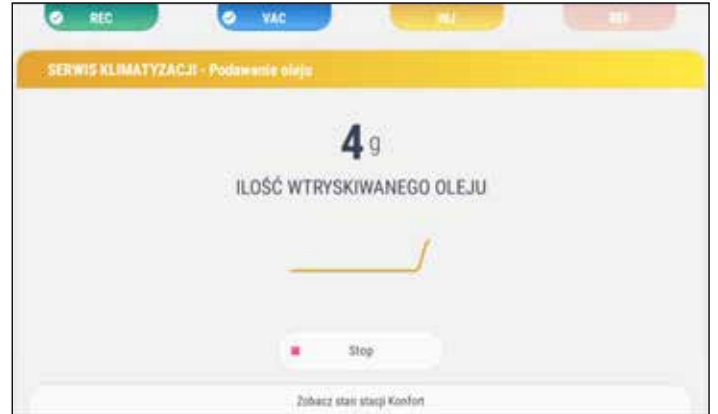 REC
VAC
INJ
SERWIS KLIMATYZACJI - Podawanie oleju
4 g
ILOŚĆ WTRYSKIWANEGO OLEJU
Stop
Zobacz stan stacji Konfort